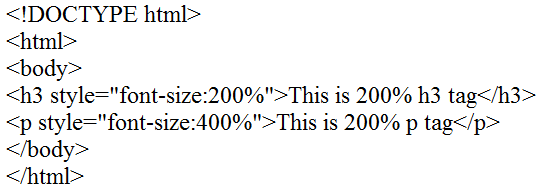 <!DOCTYPE html>
<html>
<body>
<h3 style="font-size:200%">This is 200% h3 tag</h3>
<p style="font-size:400%">This is 200% p tag</p>
</body>
</html>